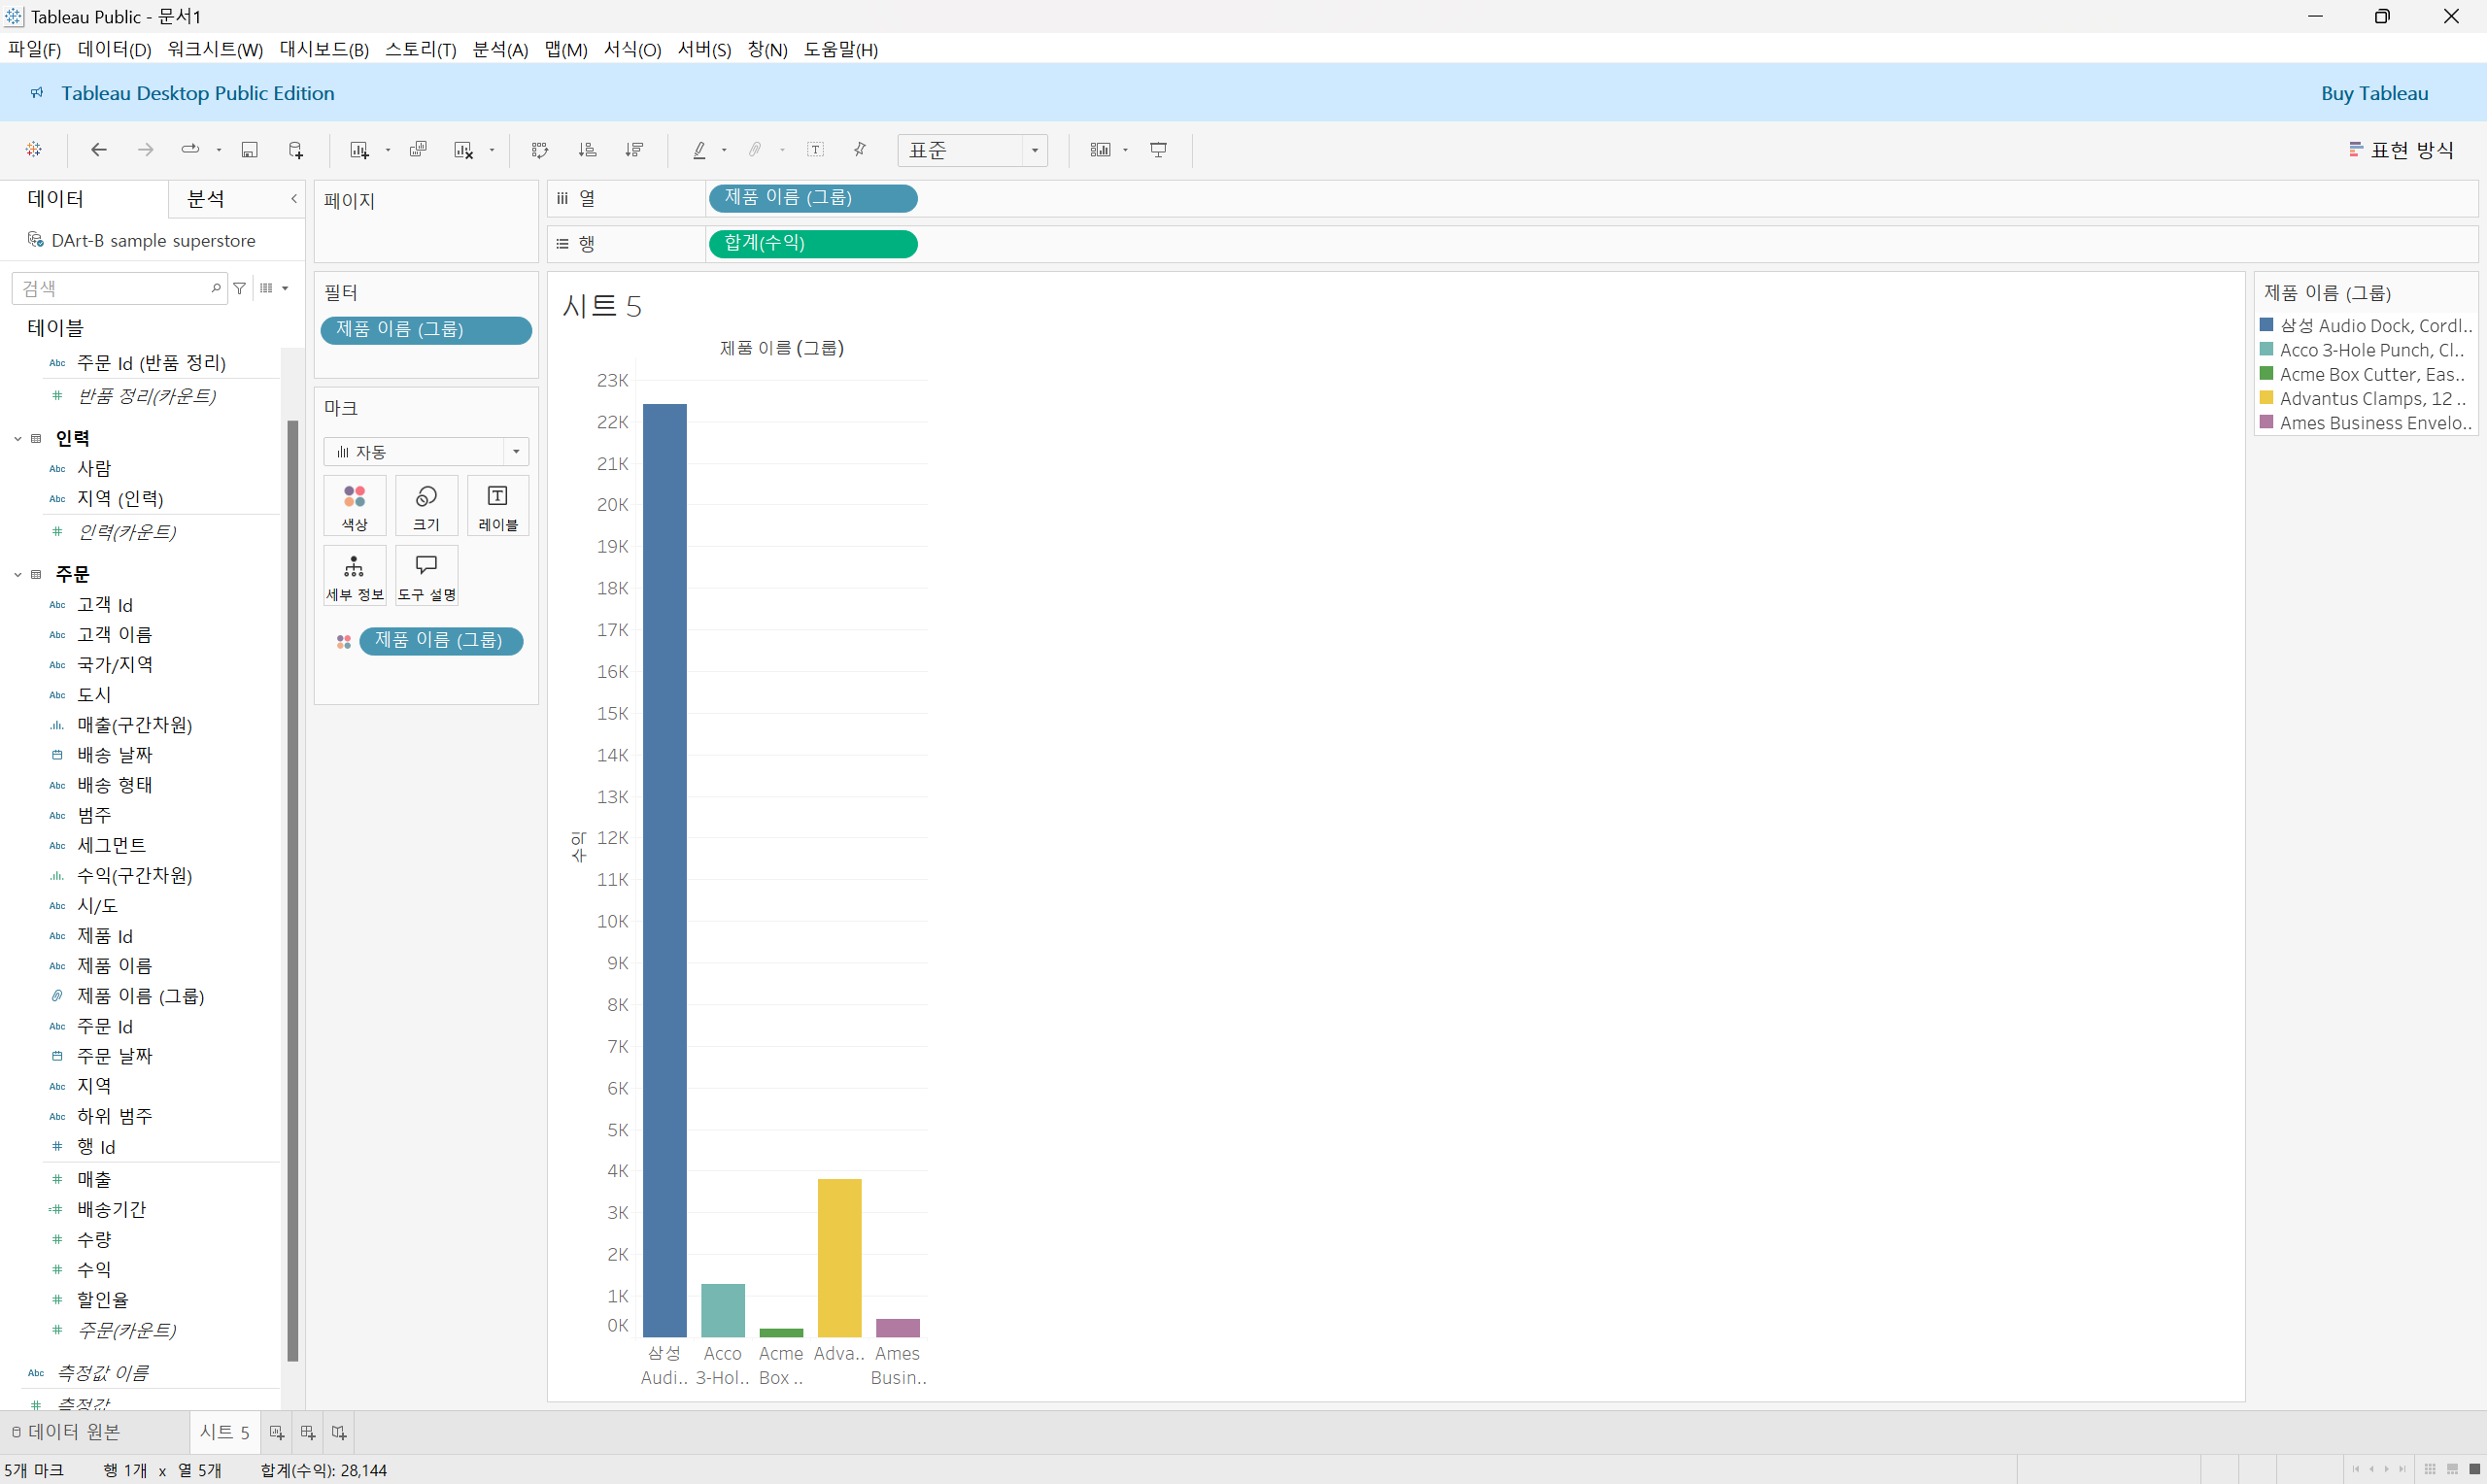 Tableau Public - 문서1
파일(F) 데이터(D) 워크시트(W) 대시보드(B) 스토리(T) 분석(A) 맵(M) 서식(O) 서버(S) 창(N) 도움말(H)
Tableau Desktop Public Edition
Buy Tableau
표준
표현 방식
데이터
분석
DArt-B sample superstore
검색
테이블
Abc 주문 Id (반품 정리)
# 반품 정리(카운트)
인력
Abc 사람
Abc 지역 (인력)
# 인력(카운트)
주문
Abc 고객 Id
Abc 고객 이름
Abc 국가/지역
Abc 도시
매출(구간차원)
배송 날짜
Abc 배송 형태
Abc 범주
Abc 세그먼트
수익(구간차원)
Abc 시/도
Abc 제품 Id
Abc 제품 이름
제품 이름 (그룹)
Abc 주문 Id
주문 날짜
Abc 지역
Abc 하위 범주
# 행 Id
# 매출
=# 배송기간
# 수량
# 수익
# 할인율
# 주문(카운트)
Abc 측정값 이름
# 측정값
페이지
필터
제품 이름 (그룹)
마크
자동
색상
크기
레이블
세부 정보
도구 설명
제품 이름 (그룹)
열
제품 이름 (그룹)
행
합계(수익)
시트 5
제품 이름 (그룹)
23K
22K
21K
20K
19K
18K
17K
16K
15K
14K
13K
12K
11K
10K
9K
8K
7K
6K
5K
4K
3K
2K
1K
0K
수익
삼성 Audi..
Acco 3-Hol..
Acme Box ..
Adva..
Ames Busin..
제품 이름 (그룹)
삼성 Audio Dock, Cordl..
Acco 3-Hole Punch, Cl..
Acme Box Cutter, Eas..
Advantus Clamps, 12 ..
Ames Business Envelo..
데이터 원본
시트 5
5개 마크
행 1개 x 열 5개
합계(수익): 28,144